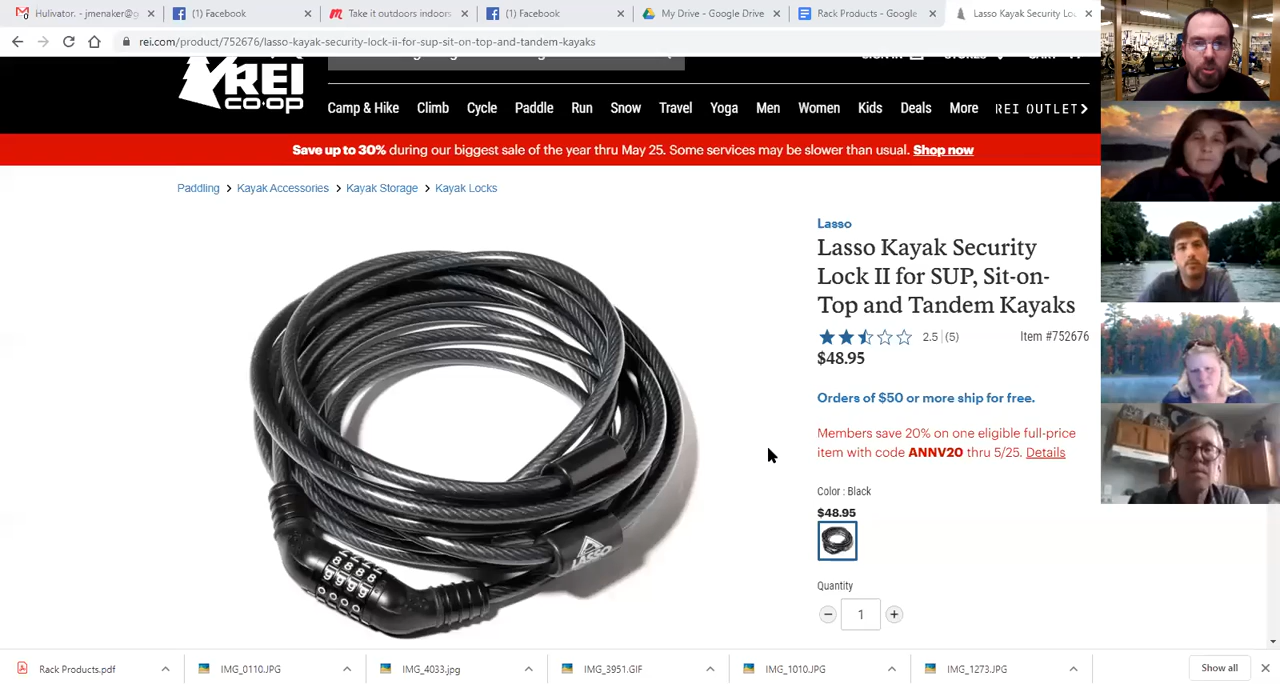 Hulivator. - jmenaker@g
(1) Facebook
Take it outdoors indoors
(1) Facebook
My Drive - Google Drive
Rack Products - Google
Lasso Kayak Security Lo
rei.com/product/752676/lasso-kayak-security-lock-ii-for-sup-sit-on-top-and-tandem-kayaks
REI
CO·OP
Camp & Hike Climb Cycle Paddle Run Snow Travel Yoga Men Women Kids Deals More REI OUTLET
Save up to 30% during our biggest sale of the year thru May 25. Some services may be slower than usual. Shop now
Paddling > Kayak Accessories > Kayak Storage > Kayak Locks
Lasso
Lasso Kayak Security
Lock II for SUP, Sit-on-
Top and Tandem Kayaks
2.5 (5) Item #752676
$48.95
Orders of $50 or more ship for free.
Members save 20% on one eligible full-price
item with code ANNV20 thru 5/25. Details
Color : Black
$48.95
Quantity
1
LASSO
8888
9999
0000
Rack Products.pdf
IMG_0110.JPG
IMG_4033.jpg
IMG_3951.GIF
IMG_1010.JPG
IMG_1273.JPG
Show all